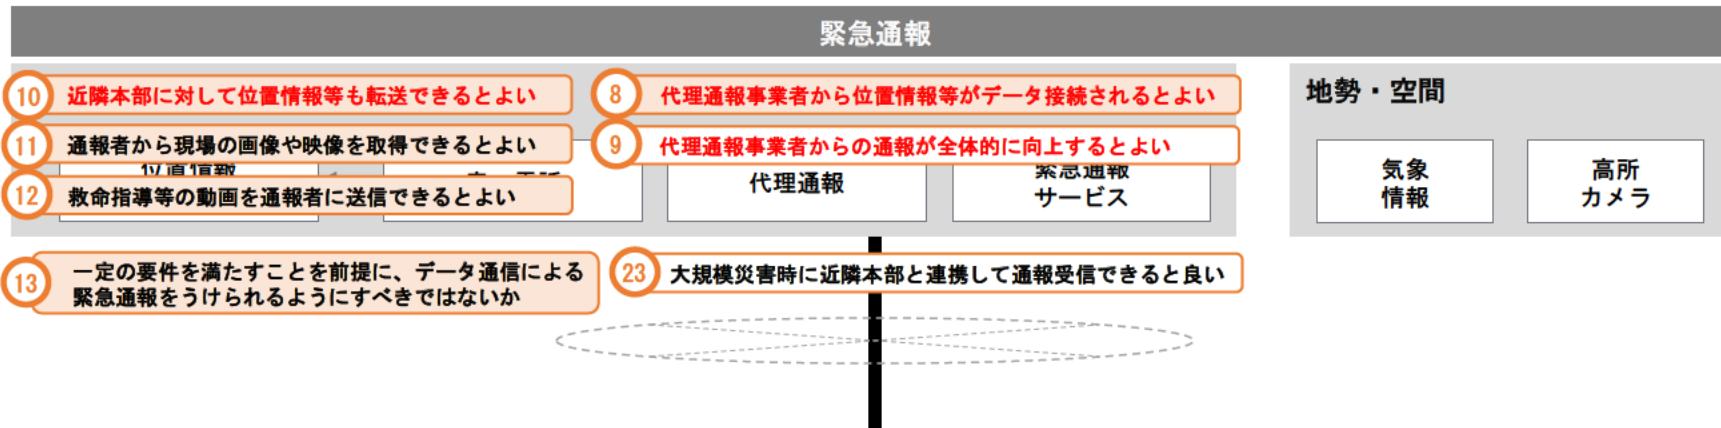 緊急通報
10 近隣本部に対して位置情報等も転送できるとよい
8 代理通報事業者から位置情報等がデータ接続されるとよい
地勢・空間
11 通報者から現場の画像や映像を取得できるとよい
9 代理通報事業者からの通報が全体的に向上するとよい
位置情報
12 救命指導等の動画を通報者に送信できるとよい
代理通報
緊急通報
サービス
気象
情報
高所
カメラ
13 一定の要件を満たすことを前提に、データ通信による
緊急通報をうけられるようにすべきではないか
23 大規模災害時に近隣本部と連携して通報受信できると良い